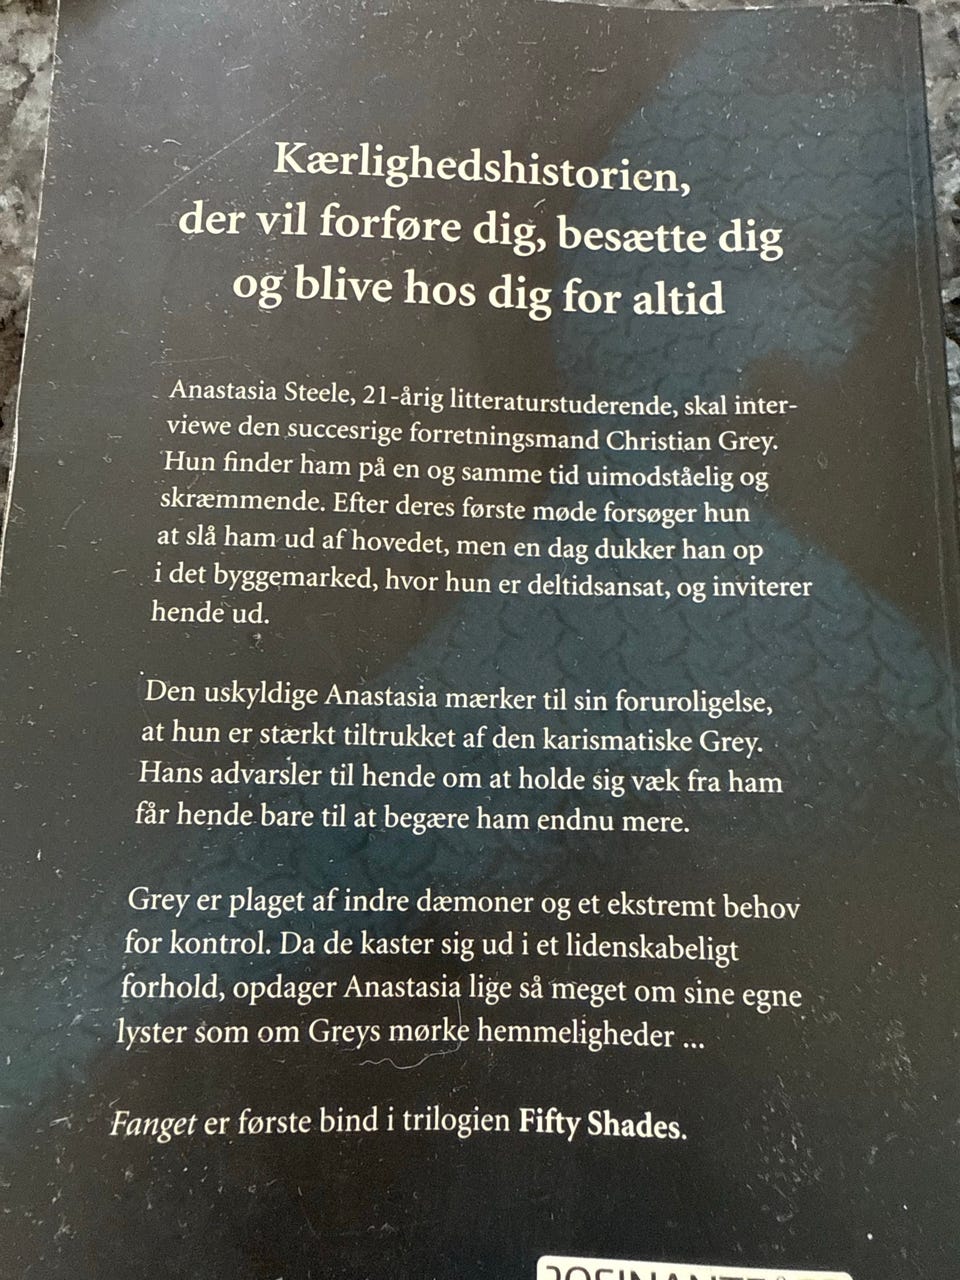 Kærlighedshistorien,
der vil forføre dig, besætte dig
og blive hos dig for altid
Anastasia Steele, 21-årig litteraturstuderende, skal inter-
viewe den succesrige forretningsmand Christian Grey.
Hun finder ham på en og samme tid uimodståelig og
skræmmende. Efter deres første møde forsøger hun
at slå ham ud af hovedet, men en dag dukker han op
i det byggemarked, hvor hun er deltidsansat, og inviterer
hende ud.
Den uskyldige Anastasia mærker til sin foruroligelse,
at hun er stærkt tiltrukket af den karismatiske Grey.
Hans advarsler til hende om at holde sig væk fra ham
får hende bare til at begære ham endnu mere.
Grey er plaget af indre dæmoner og et ekstremt behov
for kontrol. Da de kaster sig ud i et lidenskabeligt
forhold, opdager Anastasia lige så meget om sine egne
lyster som om Greys mørke hemmeligheder ...
Fanget er første bind i trilogien Fifty Shades.